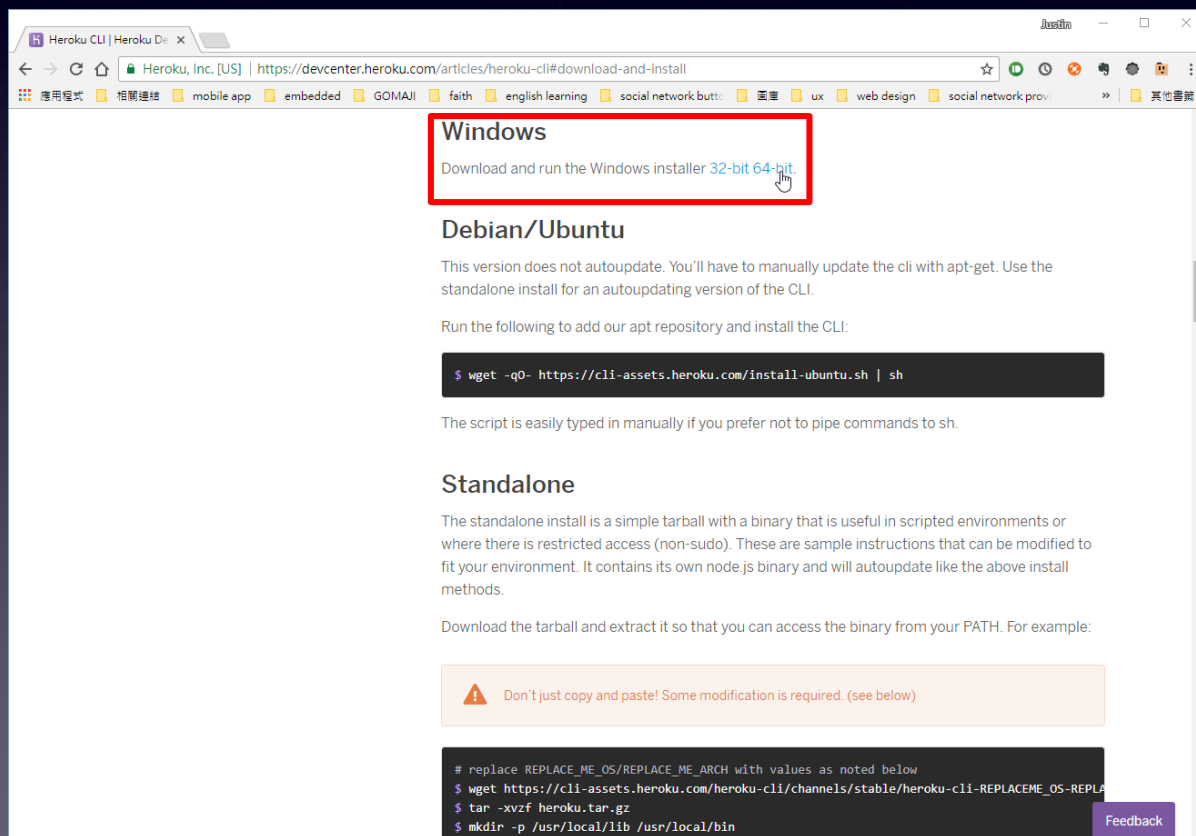 Justin
Heroku CLI | Heroku De
Heroku, Inc. [US] | https://devcenter.heroku.com/articles/heroku-cli#download-and-install
應用程式 相關連結 mobile app embedded GOMAJI faith english learning social network butto 圖庫 ux web design social network provi » 其他書籤
Windows
Download and run the Windows installer 32-bit 64-bit.
Debian/Ubuntu
This version does not autoupdate. You'll have to manually update the cli with apt-get. Use the
standalone install for an autoupdating version of the CLI.
Run the following to add our apt repository and install the CLI:
$ wget -qO- https://cli-assets.heroku.com/install-ubuntu.sh | sh
The script is easily typed in manually if you prefer not to pipe commands to sh.
Standalone
The standalone install is a simple tarball with a binary that is useful in scripted environments or
where there is restricted access (non-sudo). These are sample instructions that can be modified to
fit your environment. It contains its own node.js binary and will autoupdate like the above install
methods.
Download the tarball and extract it so that you can access the binary from your PATH. For example:
Don't just copy and paste! Some modification is required. (see below)
# replace REPLACE_ME_OS/REPLACE_ME_ARCH with values as noted below
$ wget https://cli-assets.heroku.com/heroku-cli/channels/stable/heroku-cli-REPLACEME_OS-REPLA
$ tar -xvzf heroku.tar.gz
$ mkdir -p /usr/local/lib /usr/local/bin
Feedback